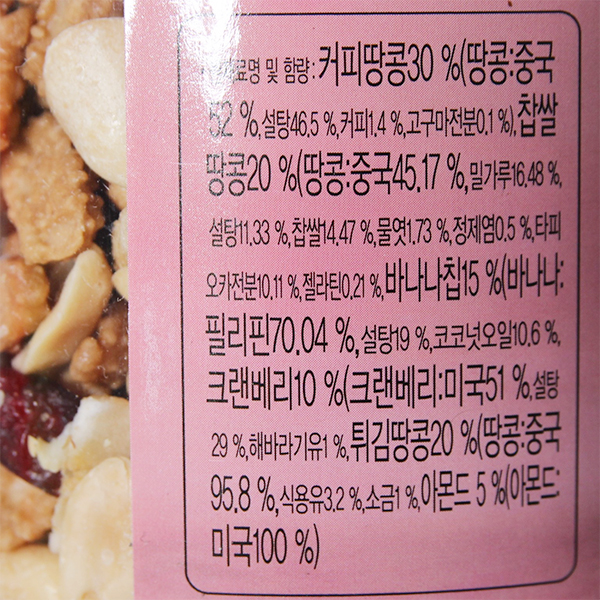 료명 및 함량 : 커피땅콩30 %(땅콩:중국
52 %,설탕46.5 %,커피1.4 %,고구마전분0.1 %),찹쌀
땅콩20 %(땅콩:중국45.17 %,밀가루16.48 %,
설탕11.33 %,찹쌀14.47 %,물엿1.73 %,정제염0.5 %,타피
오카전분10.11 %,젤라틴0.21 %,바나나칩15 %(바나나:
필리핀70.04 %,설탕19 %,코코넛오일10.6 %,
크랜베리10 %(크랜베리:미국51 %,설탕
29 %,해바라기유1 %,튀김땅콩20 %(땅콩:중국
95.8 %,식용유3.2 %,소금1 %,아몬드 5 %(아몬드:
미국100 %)